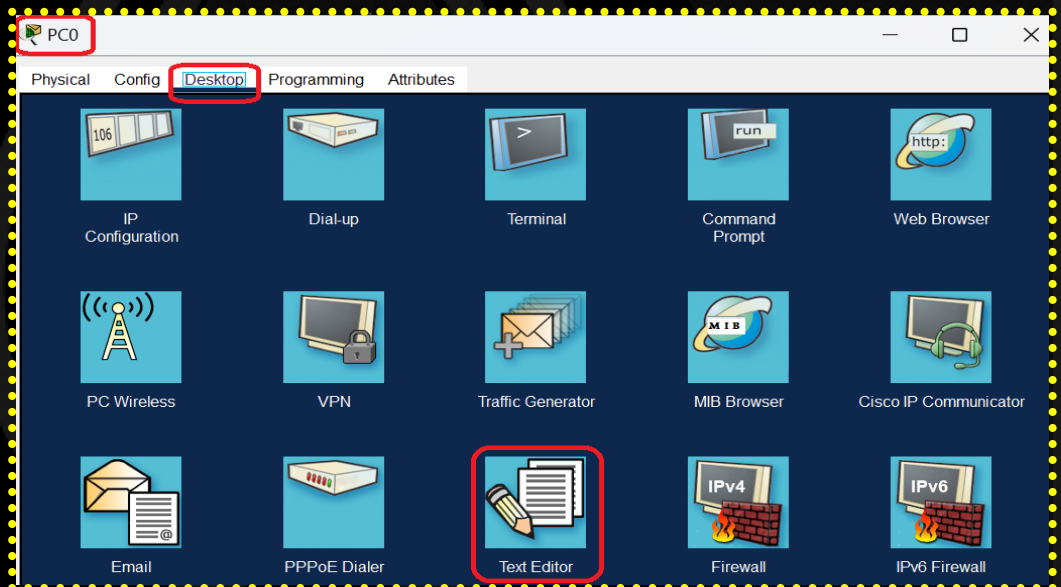 PC0
Physical Config Desktop Programming Attributes
106
>
run
http:
IP
Configuration
Dial-up
Terminal
Command
Prompt
Web Browser
MIB
PC Wireless
VPN
Traffic Generator
MIB Browser
Cisco IP Communicator
@
IPv4
IPv6
Email
PPPoE Dialer
Text Editor
Firewall
IPv6 Firewall